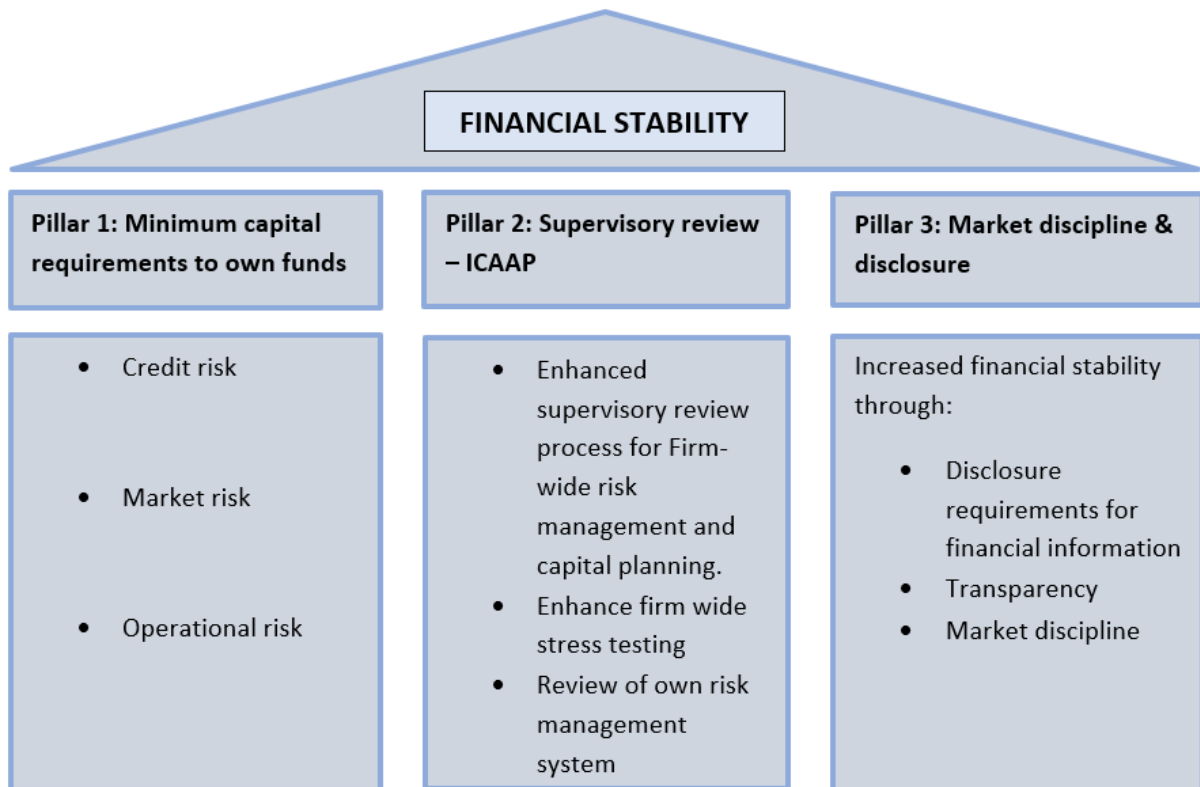 FINANCIAL STABILITY
Pillar 1: Minimum capital
requirements to own funds
• Credit risk
• Market risk
• Operational risk
Pillar 2: Supervisory review
– ICAAP
• Enhanced
supervisory review
process for Firm-
wide risk
management and
capital planning.
• Enhance firm wide
stress testing
• Review of own risk
management
system
Pillar 3: Market discipline &
disclosure
Increased financial stability
through:
• Disclosure
requirements for
financial information
• Transparency
• Market discipline